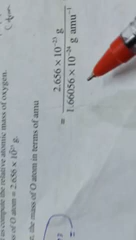 compute the relative atomic mass of oxygen.
of O atom = 2.656 × 10⁻²³ g.
the mass of O atom in terms of amu
= 2.656 × 10⁻²³ g
1.66056 × 10⁻²⁴ g amu⁻¹